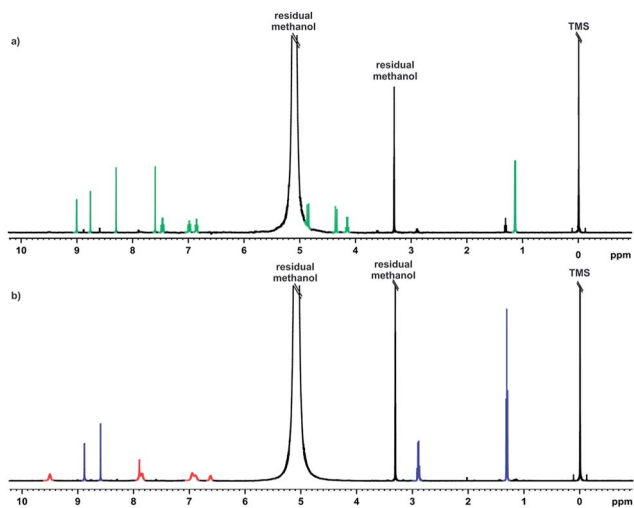 residual
methanol
TMS
a)
residual
methanol
10 9 8 7 6 5 4 3 2 1 0 ppm
residual
methanol
residual
methanol
TMS
b)
10 9 8 7 6 5 4 3 2 1 0 ppm